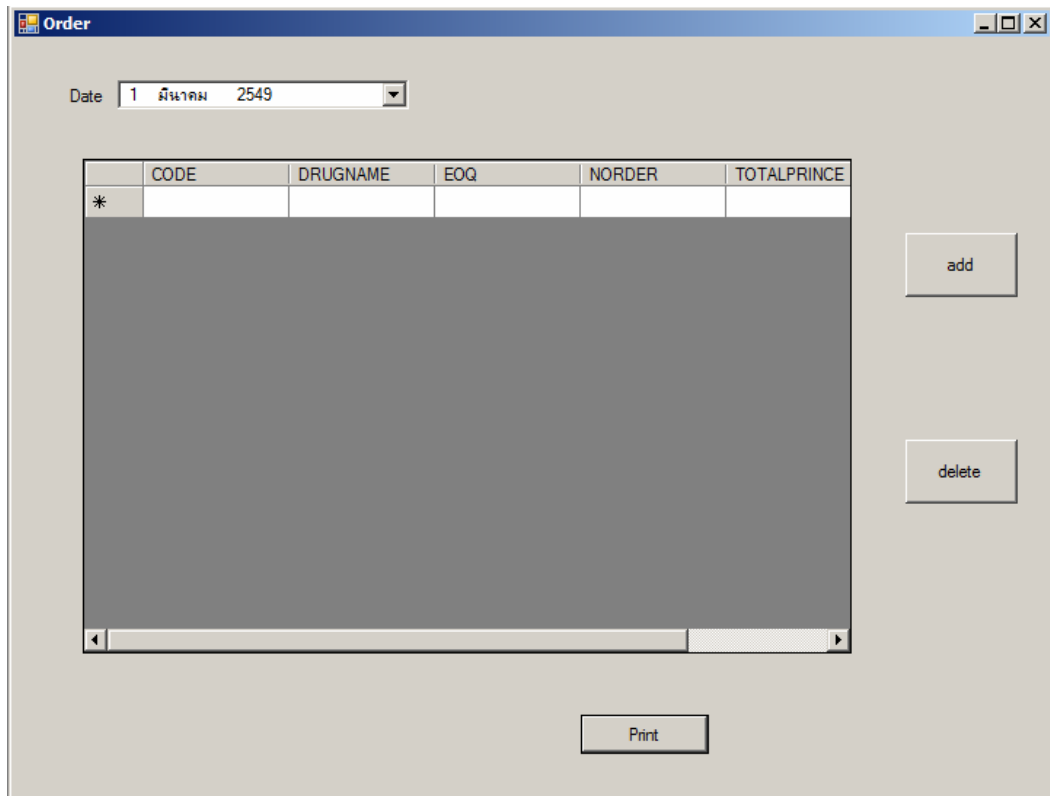 Order
Date 1 มีนาคม 2549
CODE DRUGNAME EOQ NORDER TOTALPRINCE
add
delete
Print